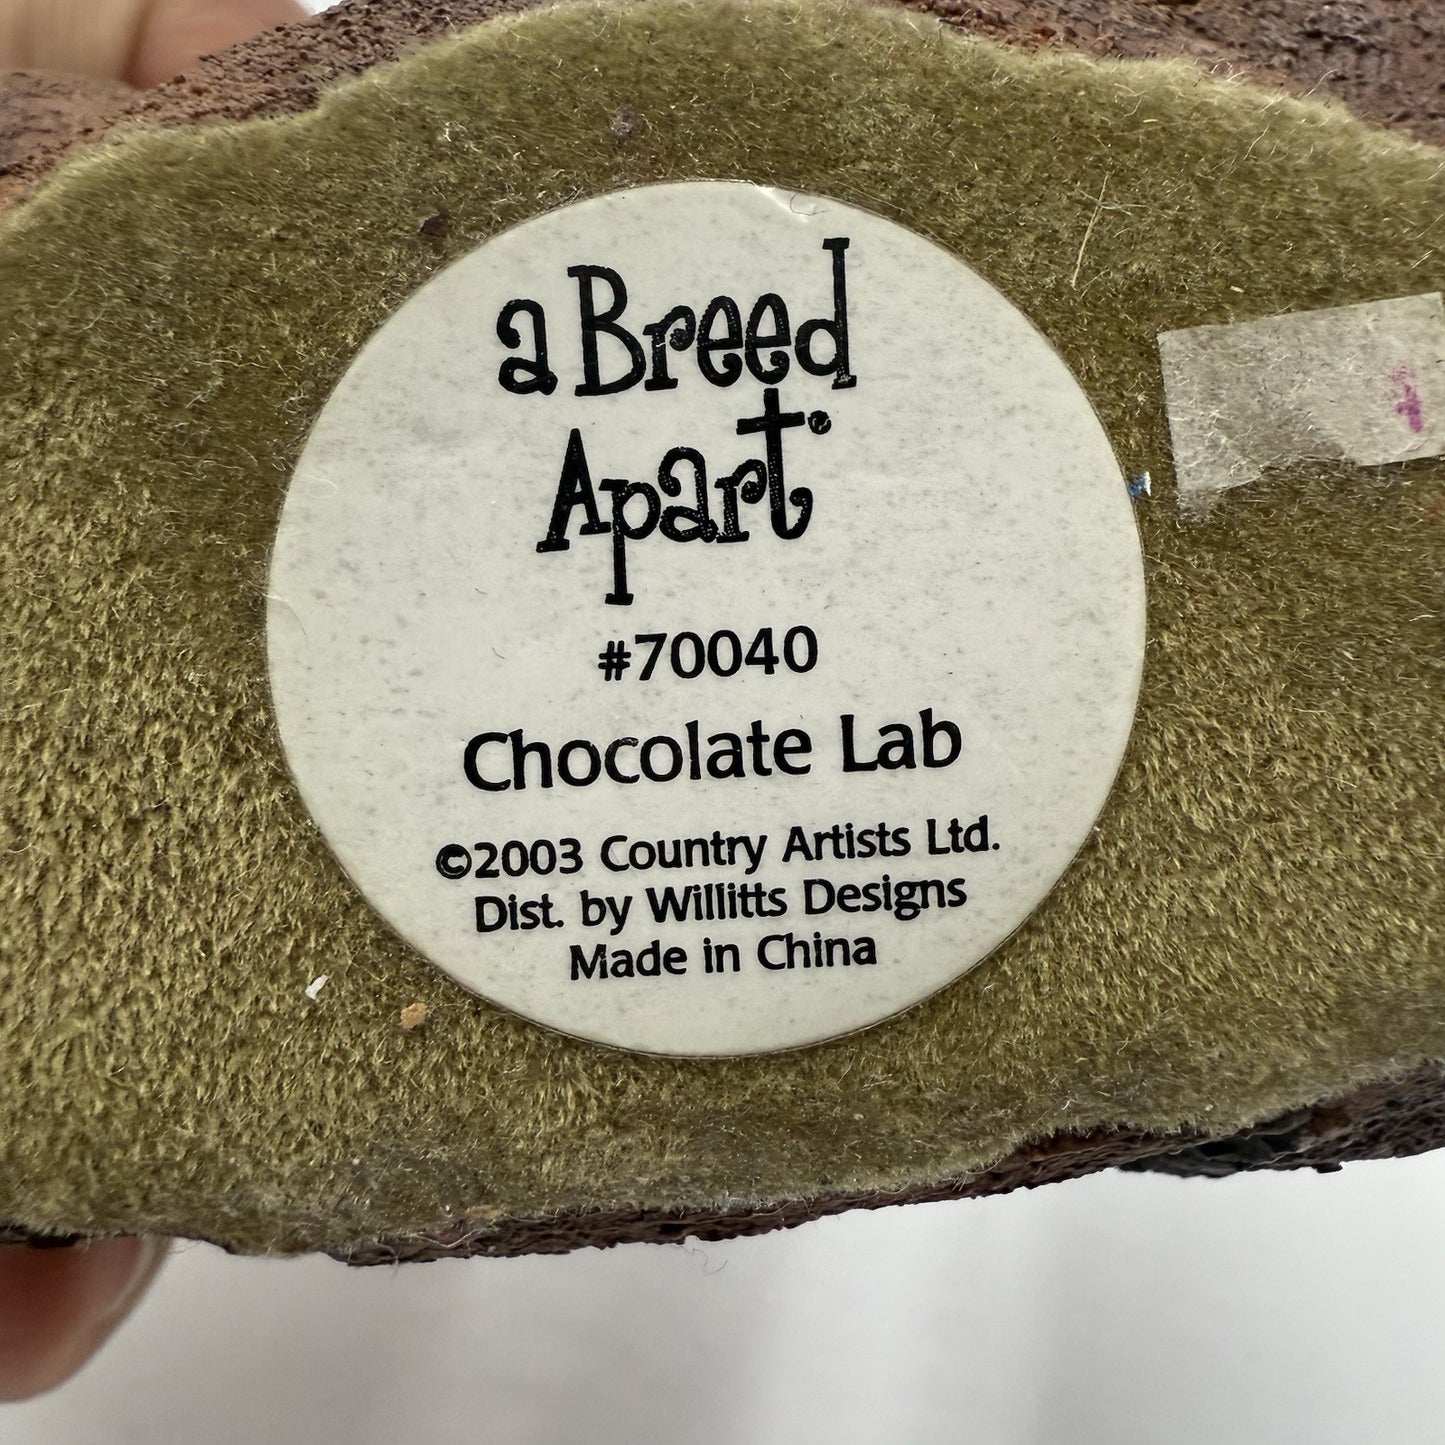 a Breed
Apart®
#70040
Chocolate Lab
©2003 Country Artists Ltd.
Dist. by Willitts Designs
Made in China